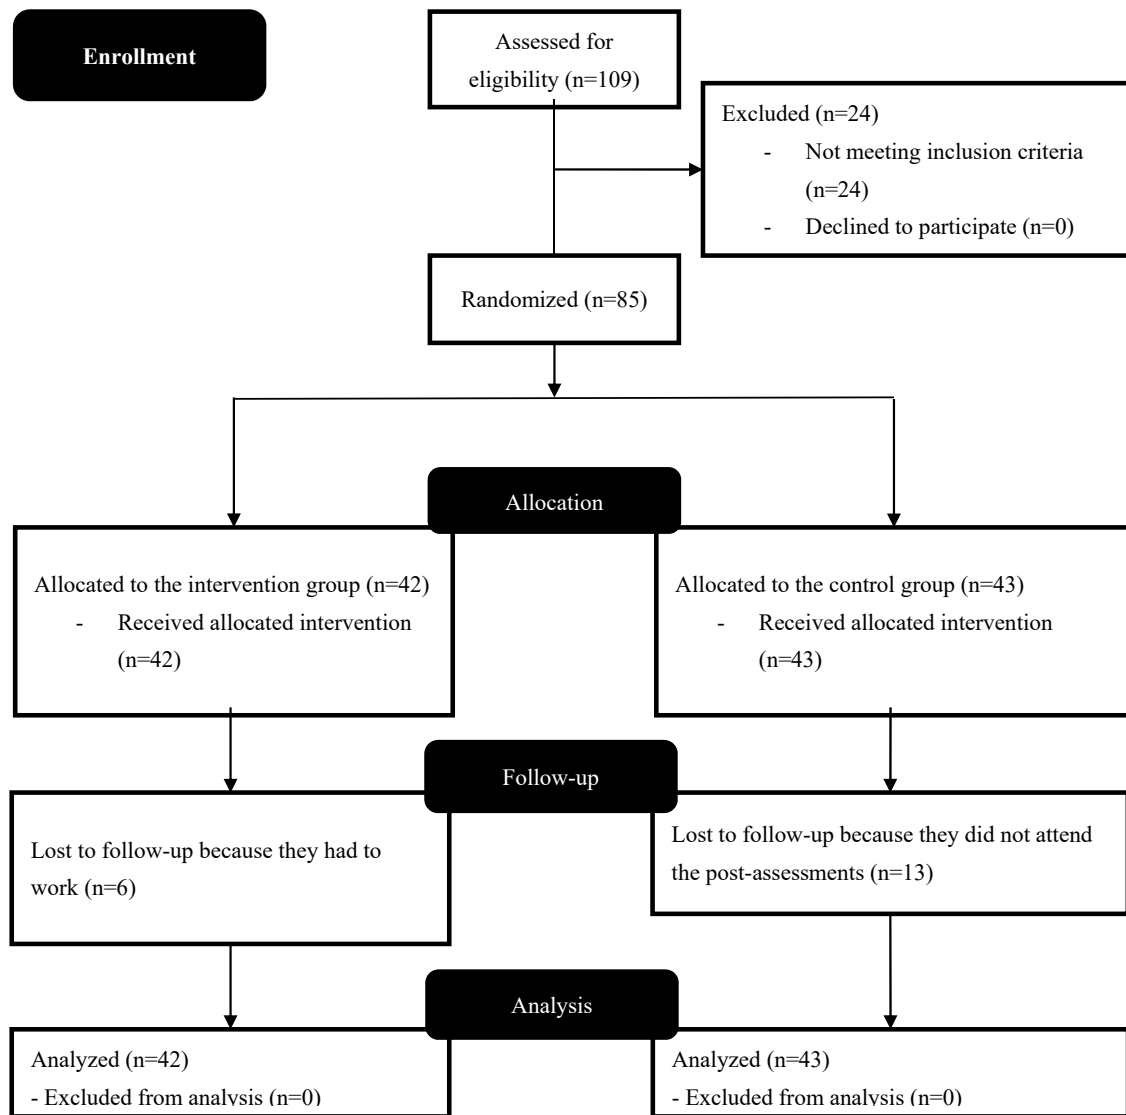 Enrollment
Assessed for
eligibility (n=109)
Excluded (n=24)
- Not meeting inclusion criteria
(n=24)
- Declined to participate (n=0)
Randomized (n=85)
Allocation
Allocated to the intervention group (n=42)
- Received allocated intervention
(n=42)
Allocated to the control group (n=43)
- Received allocated intervention
(n=43)
Follow-up
Lost to follow-up because they had to
work (n=6)
Lost to follow-up because they did not attend
the post-assessments (n=13)
Analysis
Analyzed (n=42)
- Excluded from analysis (n=0)
Analyzed (n=43)
- Excluded from analysis (n=0)